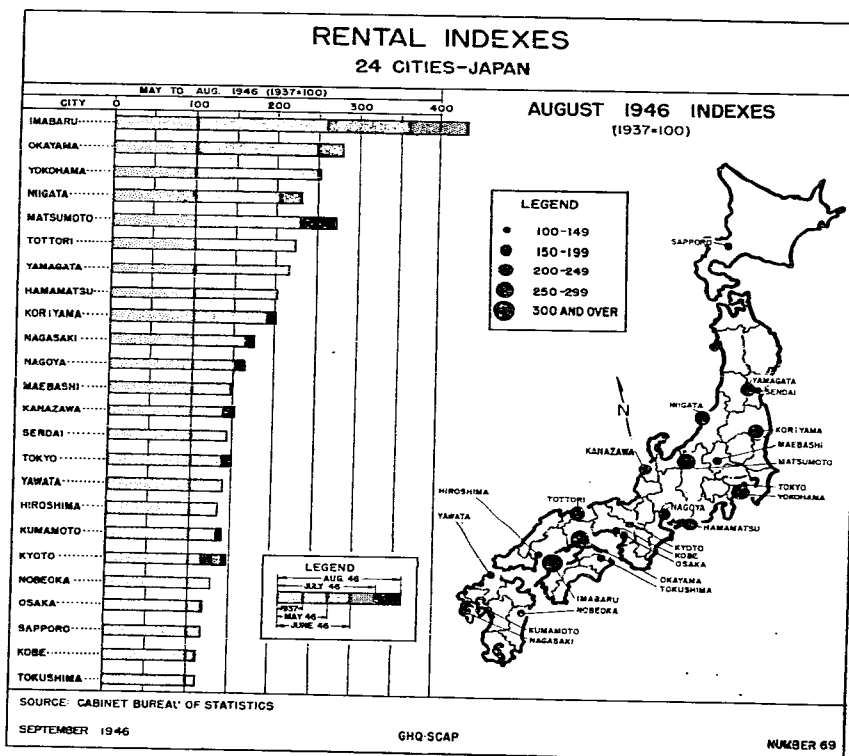 RENTAL INDEXES
24 CITIES-JAPAN
MAY TO AUG. 1946 (1937=100)
CITY 0 100 200 300 400
IMABARU
OKAYAMA
YOKOHAMA
NIIGATA
MATSUMOTO
TOTTORI
YAMAGATA
HAMAMATSU
KORIYAMA
NAGASAKI
NAGOYA
MAEBASHI
KANAZAWA
SENDAI
TOKYO
YAWATA
HIROSHIMA
KUMAMOTO
KYOTO
NOBEOKA
OSAKA
SAPPORO
KOBE
TOKUSHIMA
LEGEND
AUG. 46
JULY 46
1937
MAY 46
JUNE 46
AUGUST 1946 INDEXES
(1937=100)
LEGEND
100-149
150-199
200-249
250-299
300 AND OVER
SAPPORO
YAMAGATA
SENDAI
NIIGATA
N
KORIYAMA
MAEBASHI
KANAZAWA
MATSUMOTO
TOKYO
YOKOHAMA
HIROSHIMA
TOTTORI
NAGOYA
HAMAMATSU
YAWATA
KYOTO
KOBE
OSAKA
OKAYAMA
TOKUSHIMA
IMABARU
NOBEOKA
KUMAMOTO
NAGASAKI
SOURCE: CABINET BUREAU OF STATISTICS
SEPTEMBER 1946
GHQ-SCAP
NUMBER 69